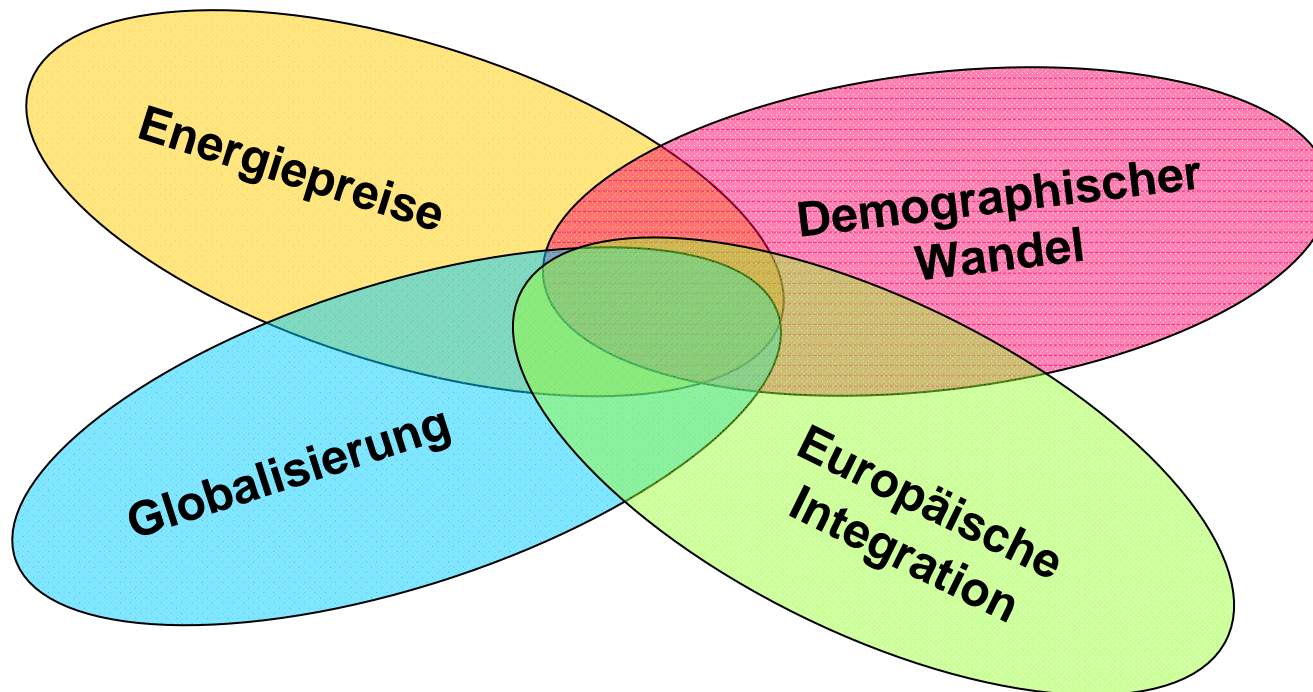 Energiepreise
Demographischer
Wandel
Globalisierung
Europäische
Integration